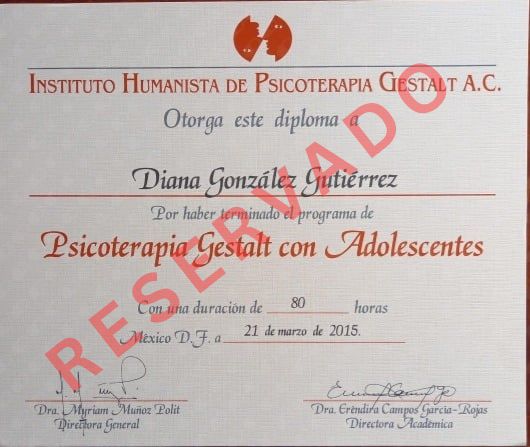 INSTITUTO HUMANISTA DE PSICOTERAPIA GESTALT A.C.
Otorga este diploma a
Diana González Gutiérrez
Por haber terminado el programa de
Psicoterapia Gestalt con Adolescentes
Con una duración de 80 horas
México D.F. a 21 de marzo de 2015.
Dra. Myriam Muñoz Polit
Directora General
Dra. Eréndira Campos García-Rojas
Directora Académica
RESERVADO